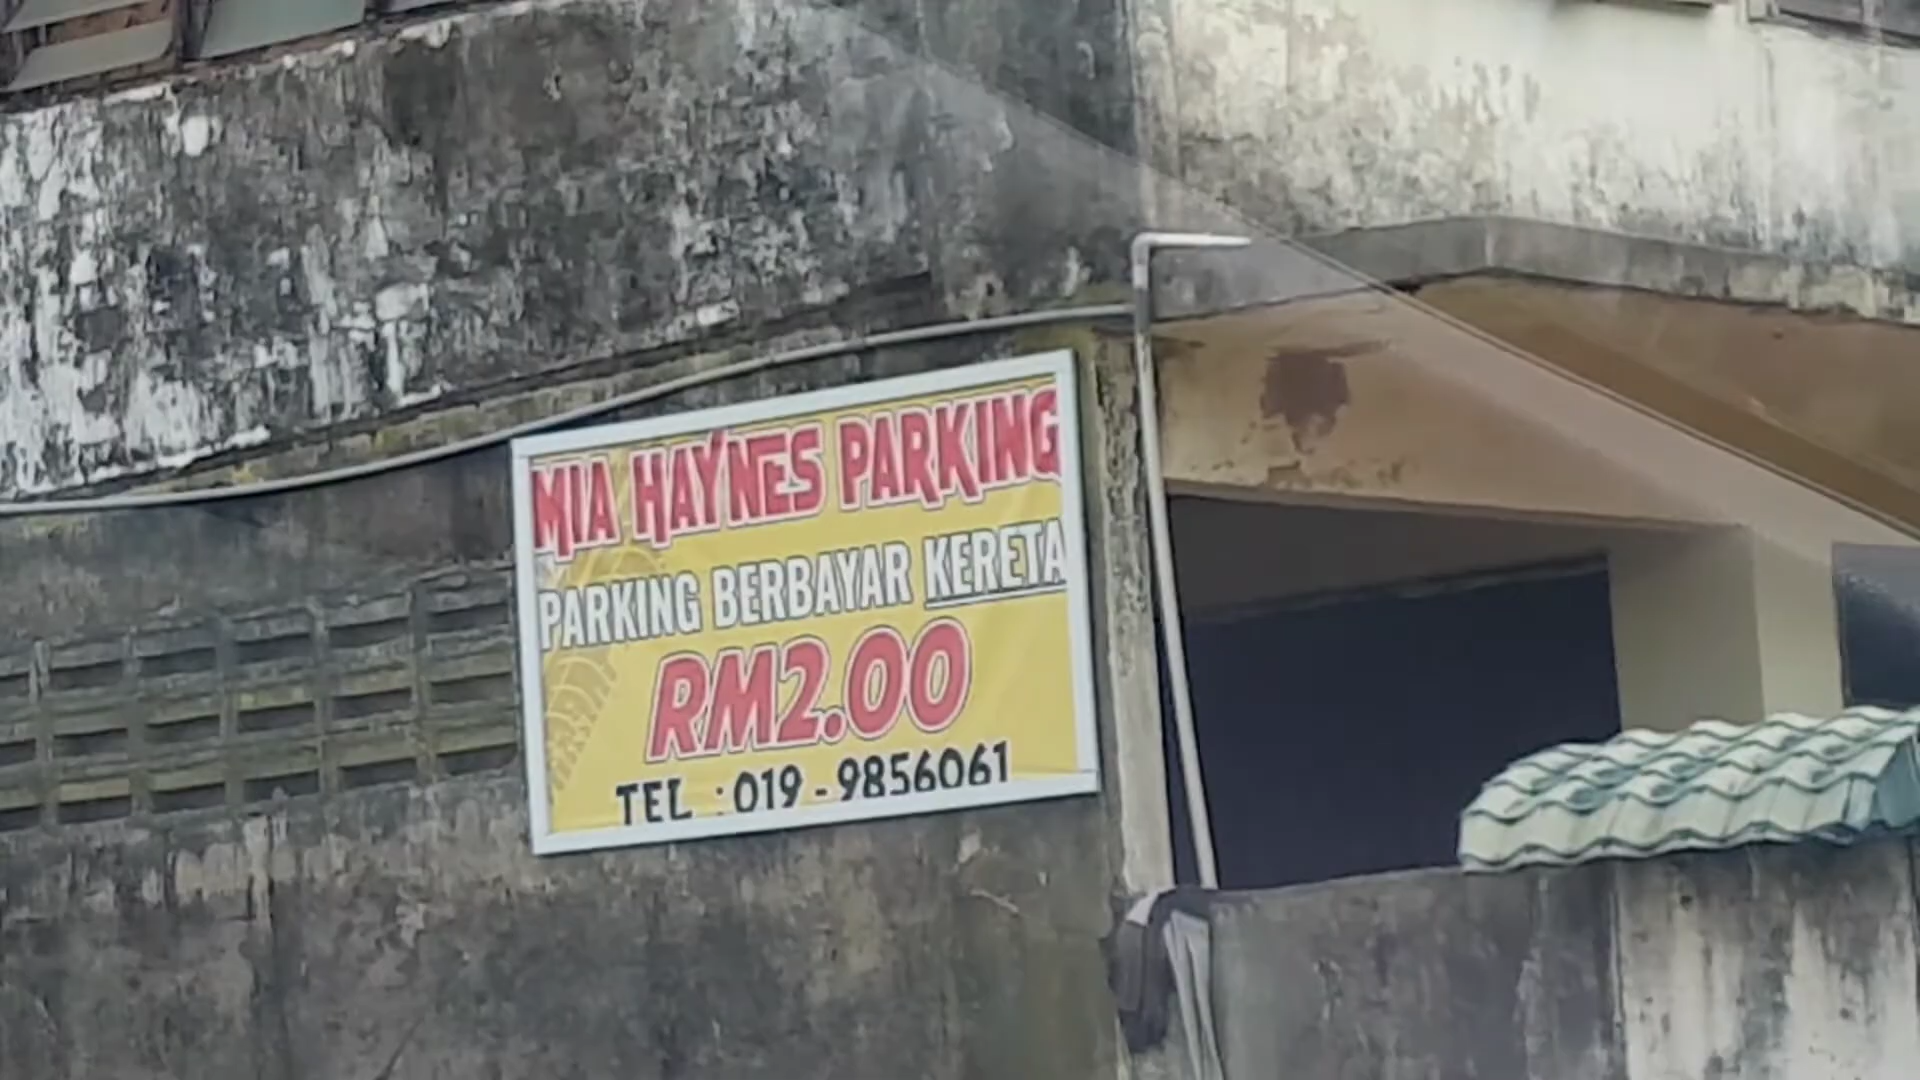 MIA HAYNES PARKING
PARKING BERBAYAR KERETA
RM2.00
TEL : 019 - 9856061